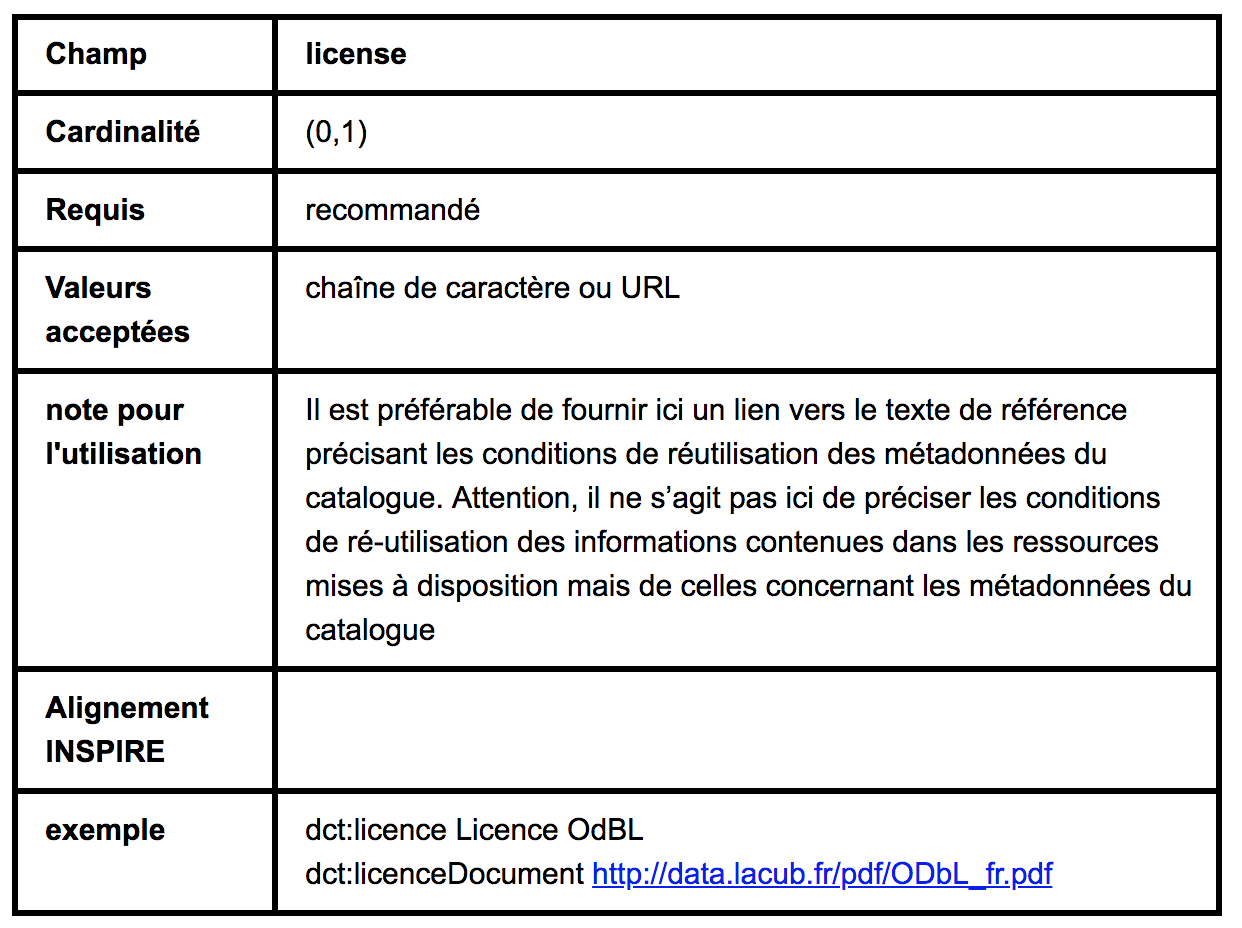 Champ license
Cardinalité (0,1)
Requis recommandé
Valeurs chaîne de caractère ou URL
acceptées
note pour Il est préférable de fournir ici un lien vers le texte de référence
l'utilisation précisant les conditions de réutilisation des métadonnées du
catalogue. Attention, il ne s’agit pas ici de préciser les conditions
de ré-utilisation des informations contenues dans les ressources
mises à disposition mais de celles concernant les métadonnées du
catalogue
Alignement
INSPIRE
exemple dct:licence Licence OdBL
dct:licenceDocument http://data.lacub.fr/pdf/ODbL_fr.pdf